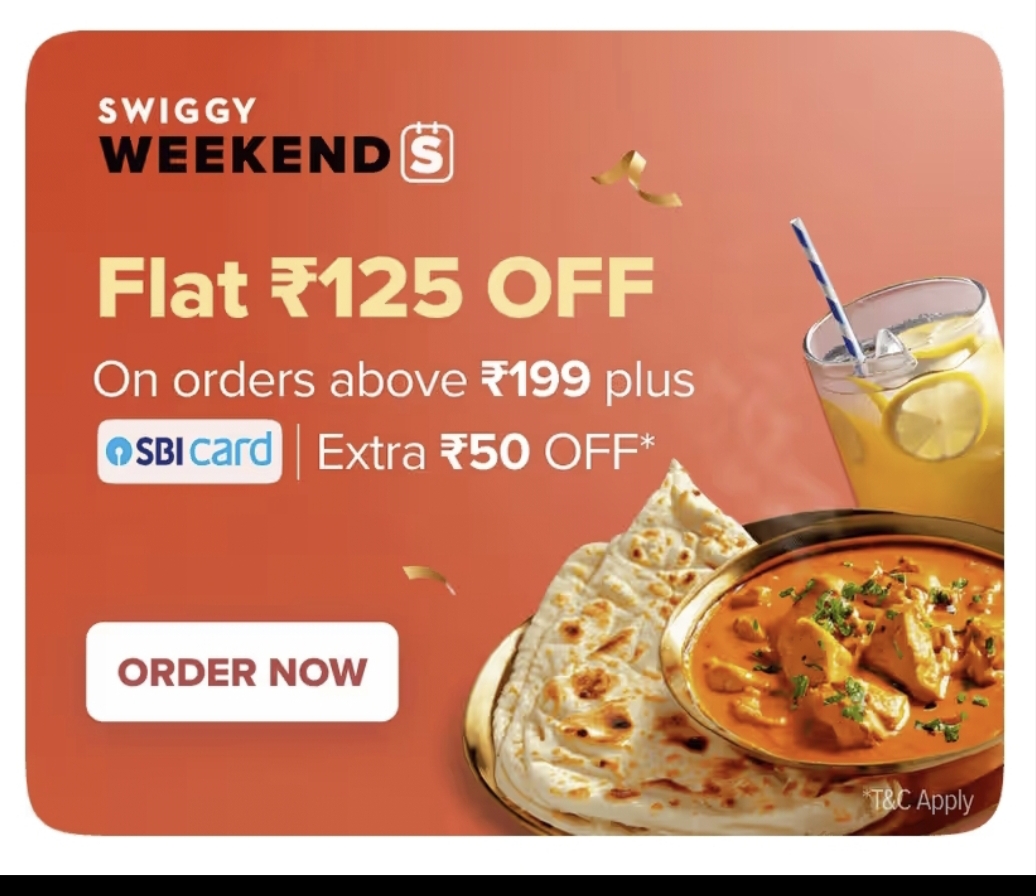 SWIGGY
WEEKEND S
Flat ₹125 OFF
On orders above ₹199 plus
SBI card | Extra ₹50 OFF*
ORDER NOW
*T&C Apply